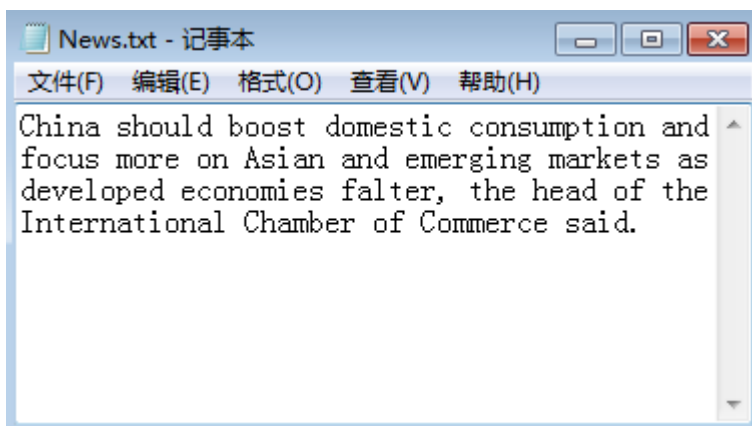 News.txt - 记事本
文件(F) 编辑(E) 格式(O) 查看(V) 帮助(H)
China should boost domestic consumption and
focus more on Asian and emerging markets as
developed economies falter, the head of the
International Chamber of Commerce said.